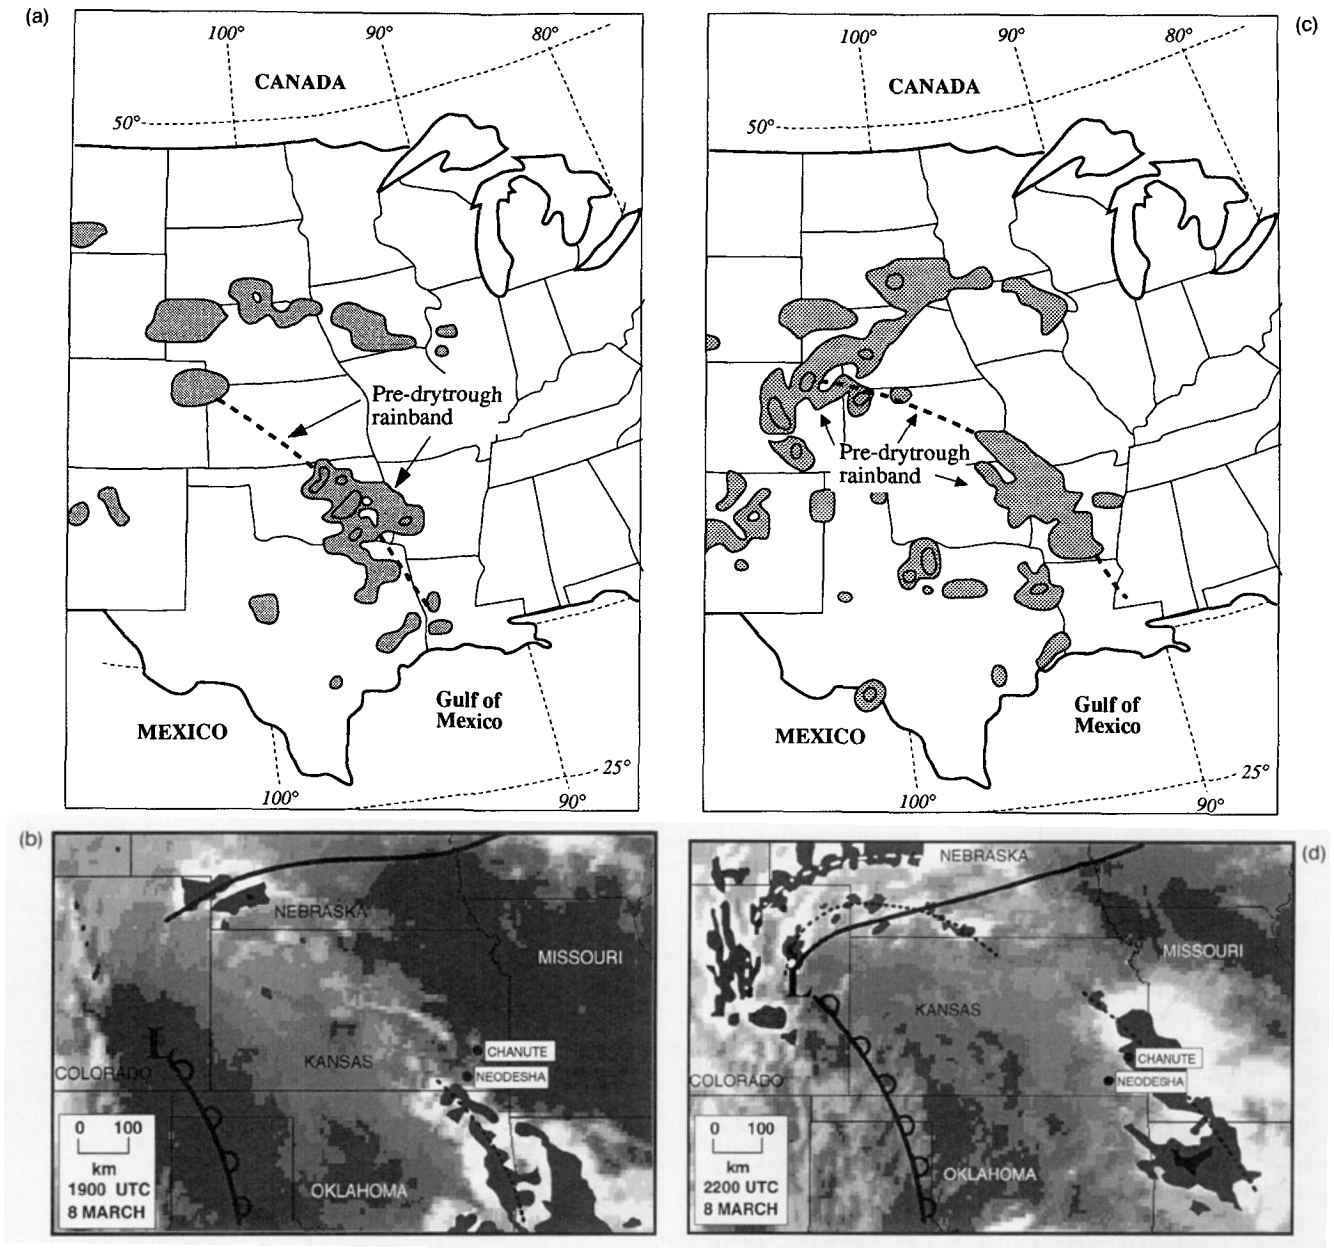 (a)
100°
90°
80°
CANADA
50°
Pre-drytrough
rainband
Gulf of
Mexico
MEXICO
25°
100°
90°
(c)
100°
90°
80°
CANADA
50°
Pre-drytrough
rainband
Gulf of
Mexico
MEXICO
25°
100°
90°
(b)
NEBRASKA
MISSOURI
L
KANSAS
CHANUTE
NEODESHA
COLORADO
0 100
km
1900 UTC
8 MARCH
OKLAHOMA
(d)
NEBRASKA
MISSOURI
L
KANSAS
CHANUTE
NEODESHA
COLORADO
0 100
km
2200 UTC
8 MARCH
OKLAHOMA